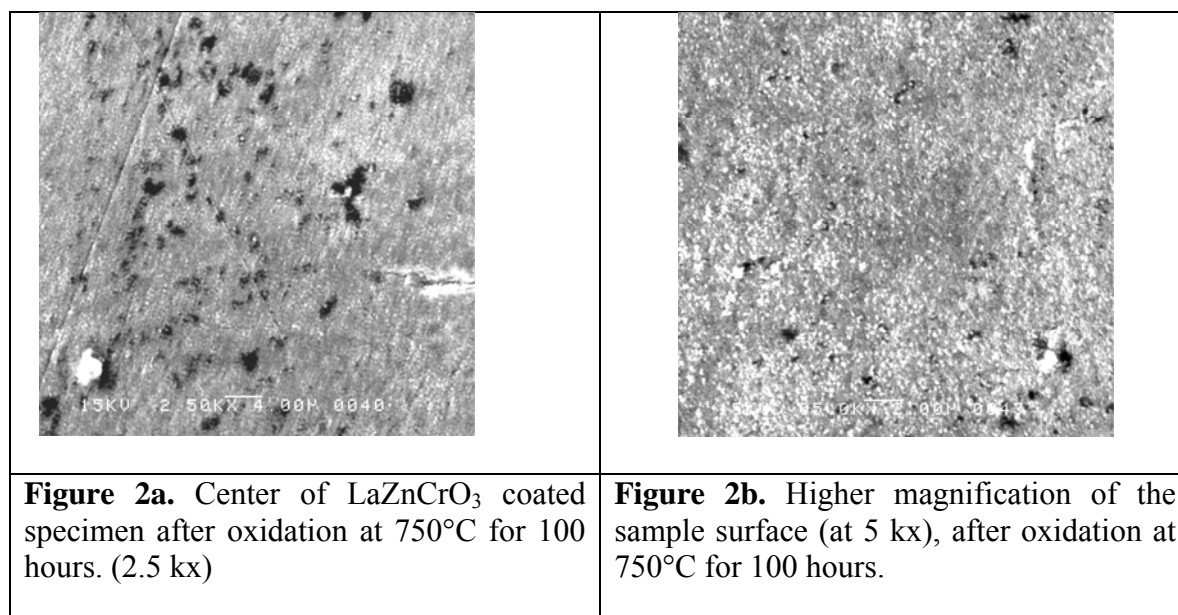 15KV 2.50KX 4.00µ 0040
05.0KX
Figure 2a. Center of LaZnCrO₃ coated
specimen after oxidation at 750°C for 100
hours. (2.5 kx)
Figure 2b. Higher magnification of the
sample surface (at 5 kx), after oxidation at
750°C for 100 hours.